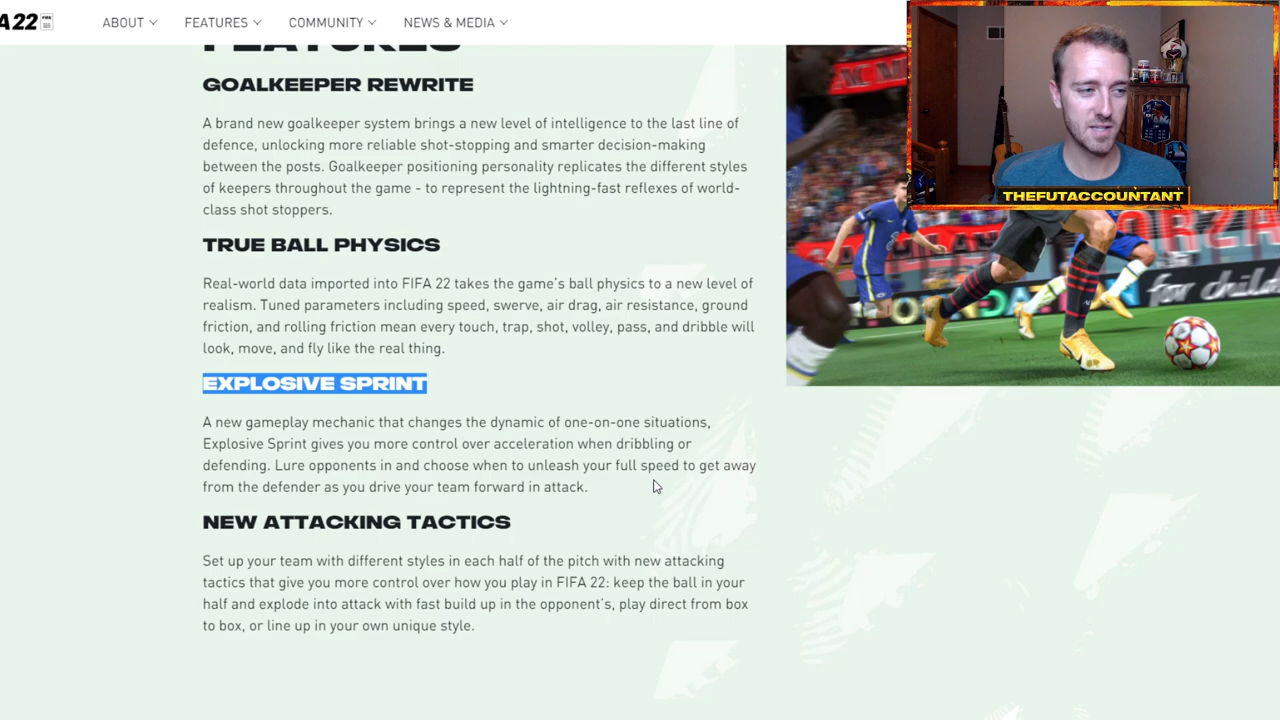 A 22
ABOUT
FEATURES
COMMUNITY
NEWS & MEDIA
FEATURES
GOALKEEPER REWRITE
A brand new goalkeeper system brings a new level of intelligence to the last line of
defence, unlocking more reliable shot-stopping and smarter decision-making
between the posts. Goalkeeper positioning personality replicates the different styles
of keepers throughout the game - to represent the lightning-fast reflexes of world-
class shot stoppers.
TRUE BALL PHYSICS
Real-world data imported into FIFA 22 takes the game's ball physics to a new level of
realism. Tuned parameters including speed, swerve, air drag, air resistance, ground
friction, and rolling friction mean every touch, trap, shot, volley, pass, and dribble will
look, move, and fly like the real thing.
EXPLOSIVE SPRINT
A new gameplay mechanic that changes the dynamic of one-on-one situations,
Explosive Sprint gives you more control over acceleration when dribbling or
defending. Lure opponents in and choose when to unleash your full speed to get away
from the defender as you drive your team forward in attack.
NEW ATTACKING TACTICS
Set up your team with different styles in each half of the pitch with new attacking
tactics that give you more control over how you play in FIFA 22: keep the ball in your
half and explode into attack with fast build up in the opponent's, play direct from box
to box, or line up in your own unique style.
THEFUTACCOUNTANT
for child